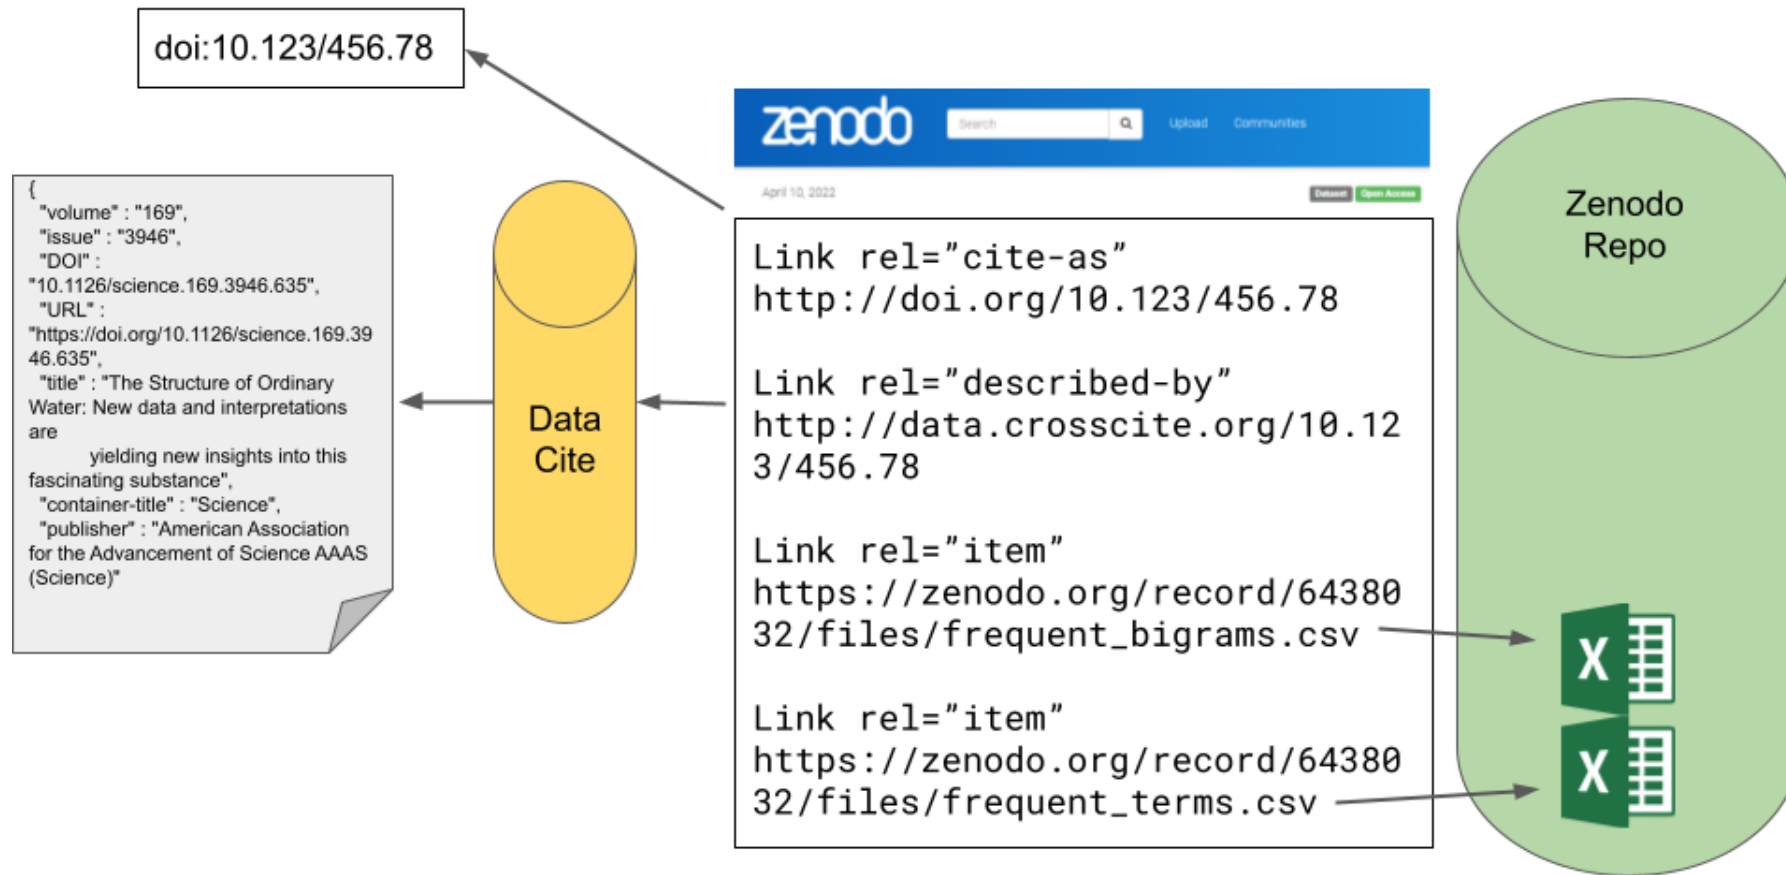 doi:10.123/456.78
{
"volume" : "169",
"issue" : "3946",
"DOI" :
"10.1126/science.169.3946.635",
"URL" :
"https://doi.org/10.1126/science.169.39
46.635",
"title" : "The Structure of Ordinary
Water: New data and interpretations
are
yielding new insights into this
fascinating substance",
"container-title" : "Science",
"publisher" : "American Association
for the Advancement of Science AAAS
(Science)"
Data
Cite
zenodo
Search
Upload
Communities
April 10, 2022
Dataset
Open Access
Link rel=”cite-as”
http://doi.org/10.123/456.78
Link rel=”described-by”
http://data.crosscite.org/10.12
3/456.78
Link rel=”item”
https://zenodo.org/record/64380
32/files/frequent_bigrams.csv
Link rel=”item”
https://zenodo.org/record/64380
32/files/frequent_terms.csv
Zenodo
Repo
X
X